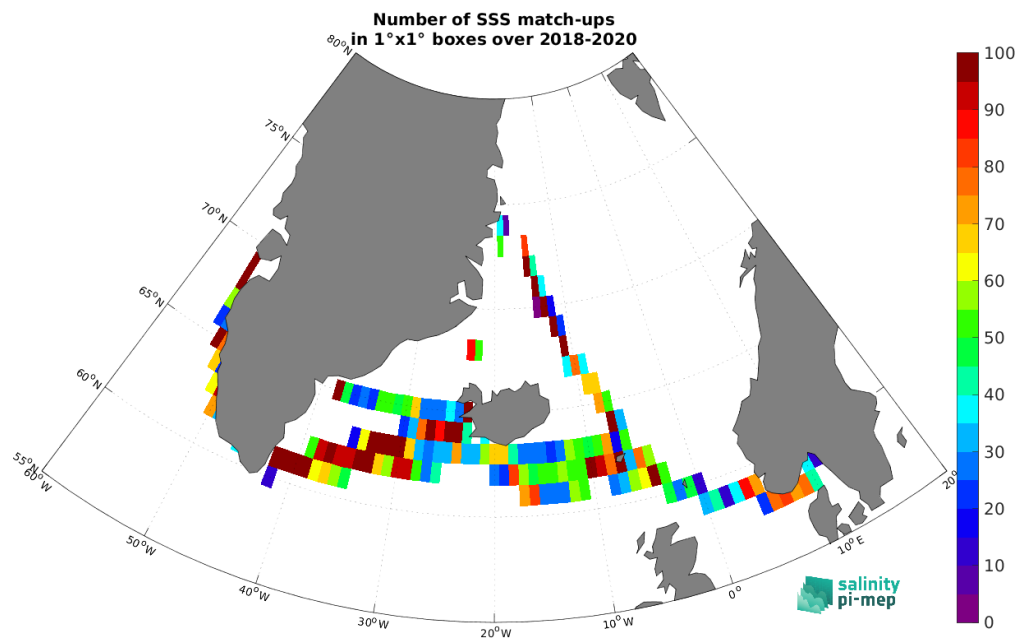 Number of SSS match-ups
in 1°x1° boxes over 2018-2020
80°N
75°N
70°N
65°N
60°N
55°N
60°W
50°W
40°W
30°W
20°W
10°W
0°
10°E
20°
100
90
80
70
60
50
40
30
20
10
0
salinity
pi-mep